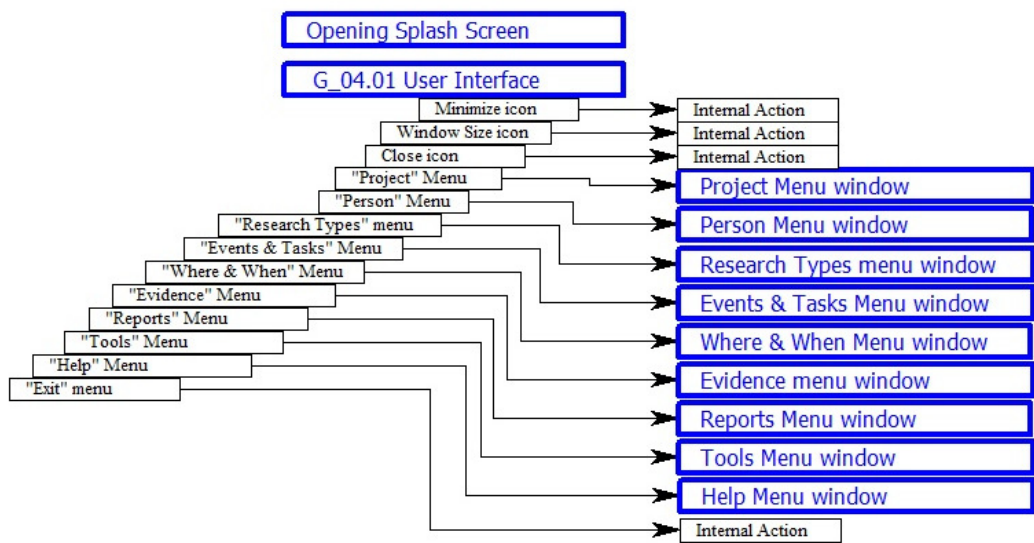 Opening Splash Screen
G_04.01 User Interface
Minimize icon
Internal Action
Window Size icon
Internal Action
Close icon
Internal Action
"Project" Menu
Project Menu window
"Person" Menu
Person Menu window
"Research Types" menu
Research Types menu window
"Events & Tasks" Menu
Events & Tasks Menu window
"Where & When" Menu
Where & When Menu window
"Evidence" Menu
Evidence menu window
"Reports" Menu
Reports Menu window
"Tools" Menu
Tools Menu window
"Help" Menu
Help Menu window
"Exit" menu
Internal Action